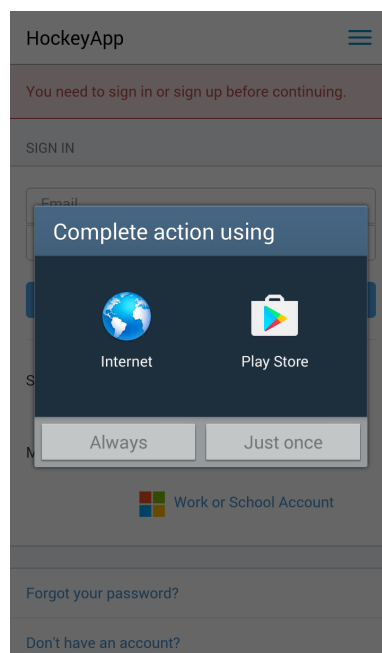 HockeyApp
You need to sign in or sign up before continuing.
SIGN IN
Email
Complete action using
Internet
Play Store
S
Always
Just once
M
Work or School Account
Forgot your password?
Don't have an account?